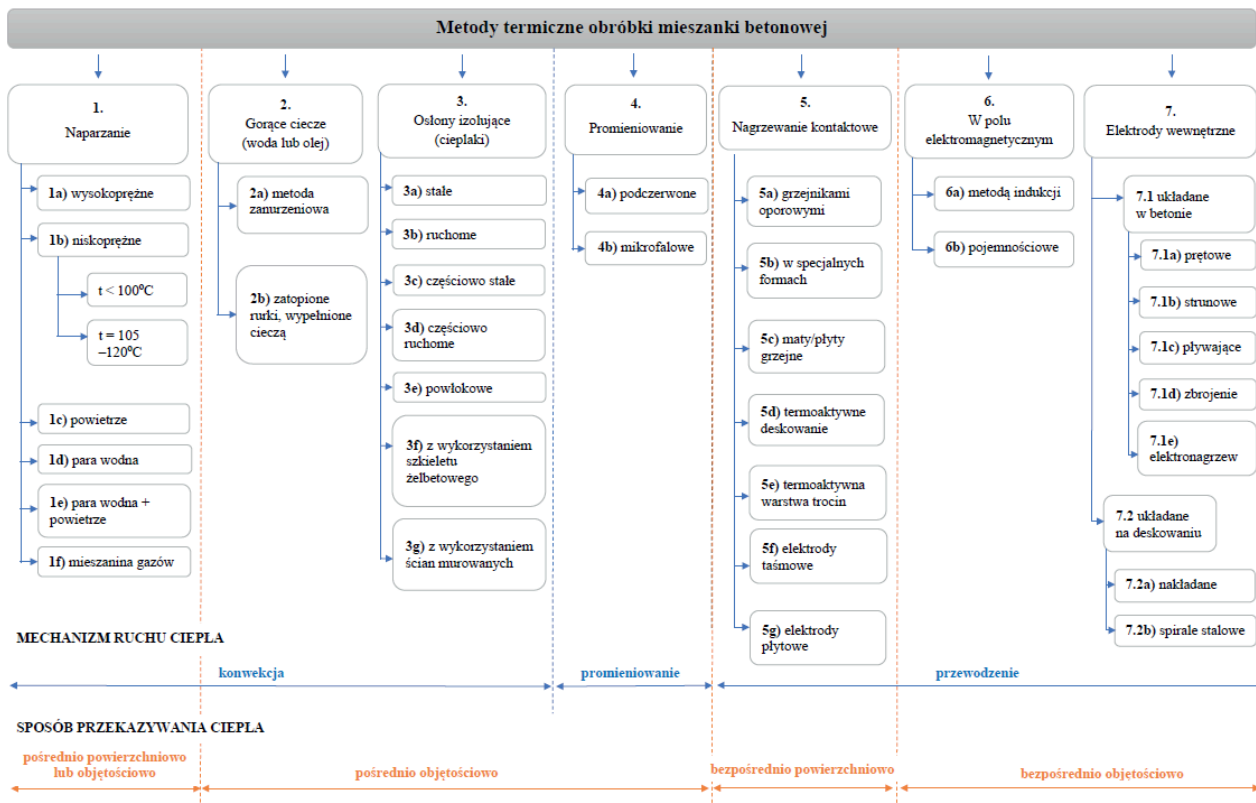 Metody termiczne obróbki mieszanki betonowej
1.
Naparzanie
1a) wysokoprężne
1b) niskoprężne
t < 100⁰C
t = 105
–120⁰C
1c) powietrze
1d) para wodna
1e) para wodna +
powietrze
1f) mieszanina gazów
2.
Gorące ciecze
(woda lub olej)
2a) metoda
zanurzeniowa
2b) zatopione
rurki, wypełnione
cieczą
3.
Osłony izolujące
(cieplaki)
3a) stałe
3b) ruchome
3c) częściowo stałe
3d) częściowo
ruchome
3e) powłokowe
3f) z wykorzystaniem
szkieletu
żelbetowego
3g) z wykorzystaniem
ścian murowanych
4.
Promieniowanie
4a) podczerwone
4b) mikrofalowe
5.
Nagrzewanie kontaktowe
5a) grzejnikami
oporowymi
5b) w specjalnych
formach
5c) maty/płyty
grzejne
5d) termoaktywne
deskowanie
5e) termoaktywna
warstwa trocin
5f) elektrody
taśmowe
5g) elektrody
płytowe
6.
W polu
elektromagnetycznym
6a) metodą indukcji
6b) pojemnościowe
7.
Elektrody wewnętrzne
7.1 układane
w betonie
7.1a) prętowe
7.1b) strunowe
7.1c) pływające
7.1d) zbrojenie
7.1e)
elektronagrzew
7.2 układane
na deskowaniu
7.2a) nakładane
7.2b) spirale stalowe
MECHANIZM RUCHU CIEPLA
konwekcja
promieniowanie
przewodzenie
SPOSÓB PRZEKAZYWANIA CIEPLA
pośrednio powierzchniowo
lub objętościowo
pośrednio objętościowo
bezpośrednio powierzchniowo
bezpośrednio objętościowo